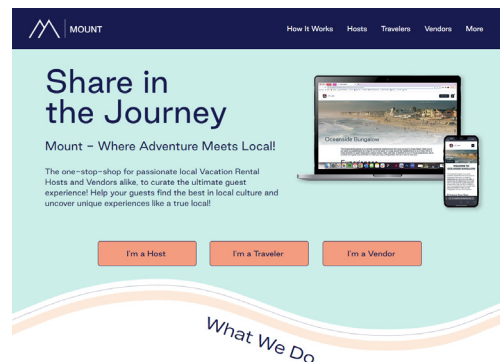 MOUNT
How It Works Hosts Travelers Vendors More
Share in
the Journey
Mount - Where Adventure Meets Local!
The one-stop-shop for passionate local Vacation Rental
Hosts and Vendors alike, to curate the ultimate guest
experience! Help your guests find the best in local culture and
uncover unique experiences like a true local!
Oceanside Bungalow
I'm a Host
I'm a Traveler
I'm a Vendor
What We Do